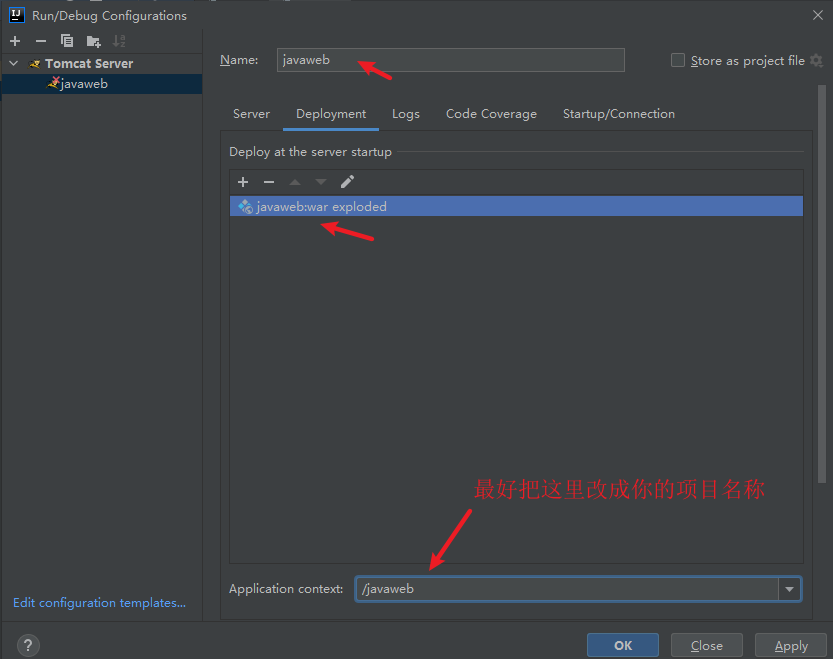 IJ
Run/Debug Configurations
Tomcat Server
javaweb
Name: javaweb
Store as project file
Server Deployment Logs Code Coverage Startup/Connection
Deploy at the server startup
javaweb:war exploded
最好把这里改成你的项目名称
Application context: /javaweb
Edit configuration templates...
?
OK Close Apply